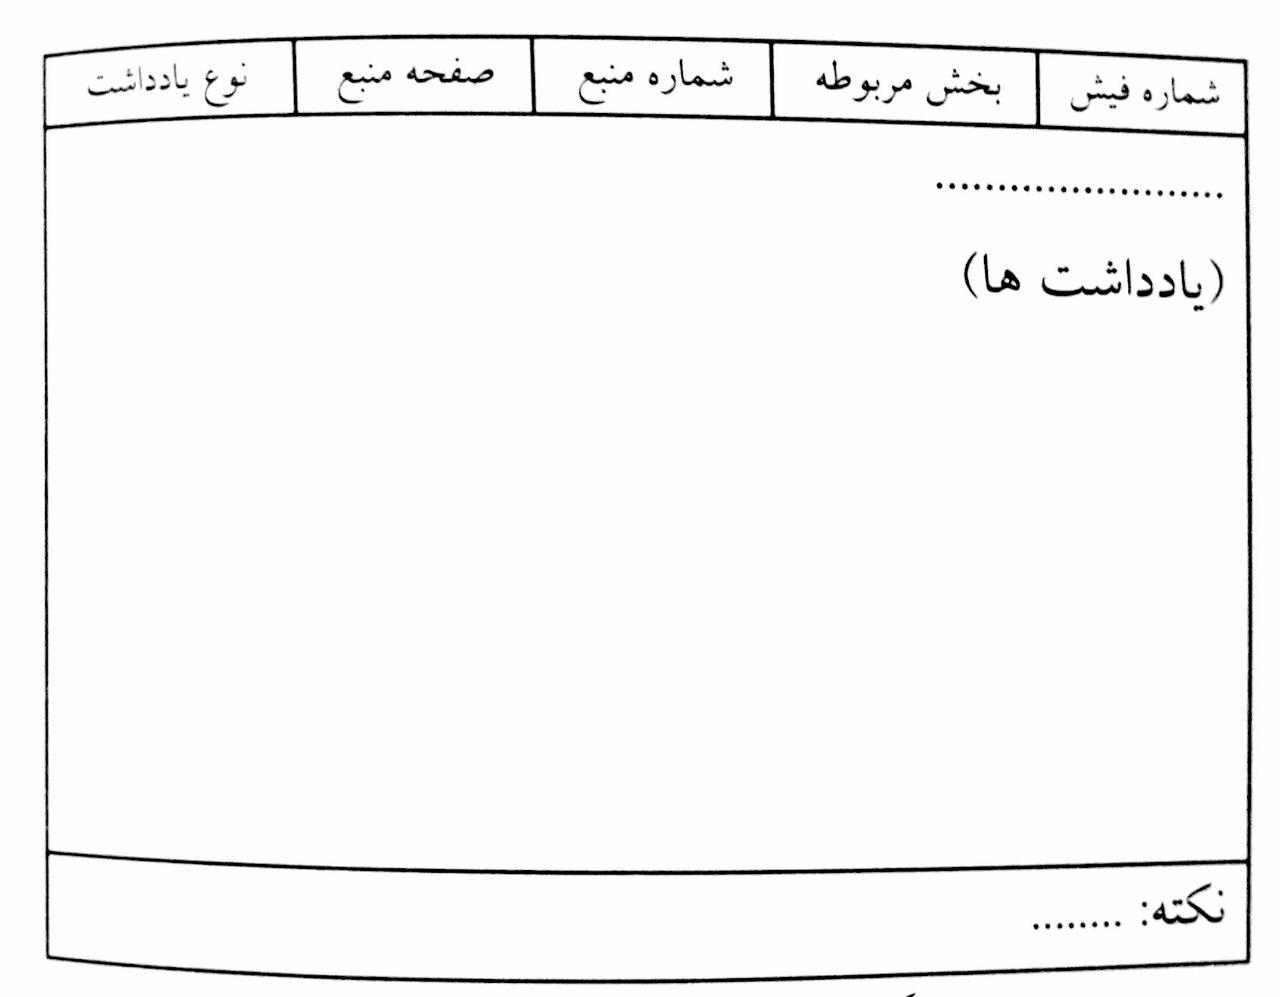 شماره فیش بخش مربوطه شماره منبع صفحه منبع نوع یادداشت
........................
(یادداشت ها)
نکته: ........